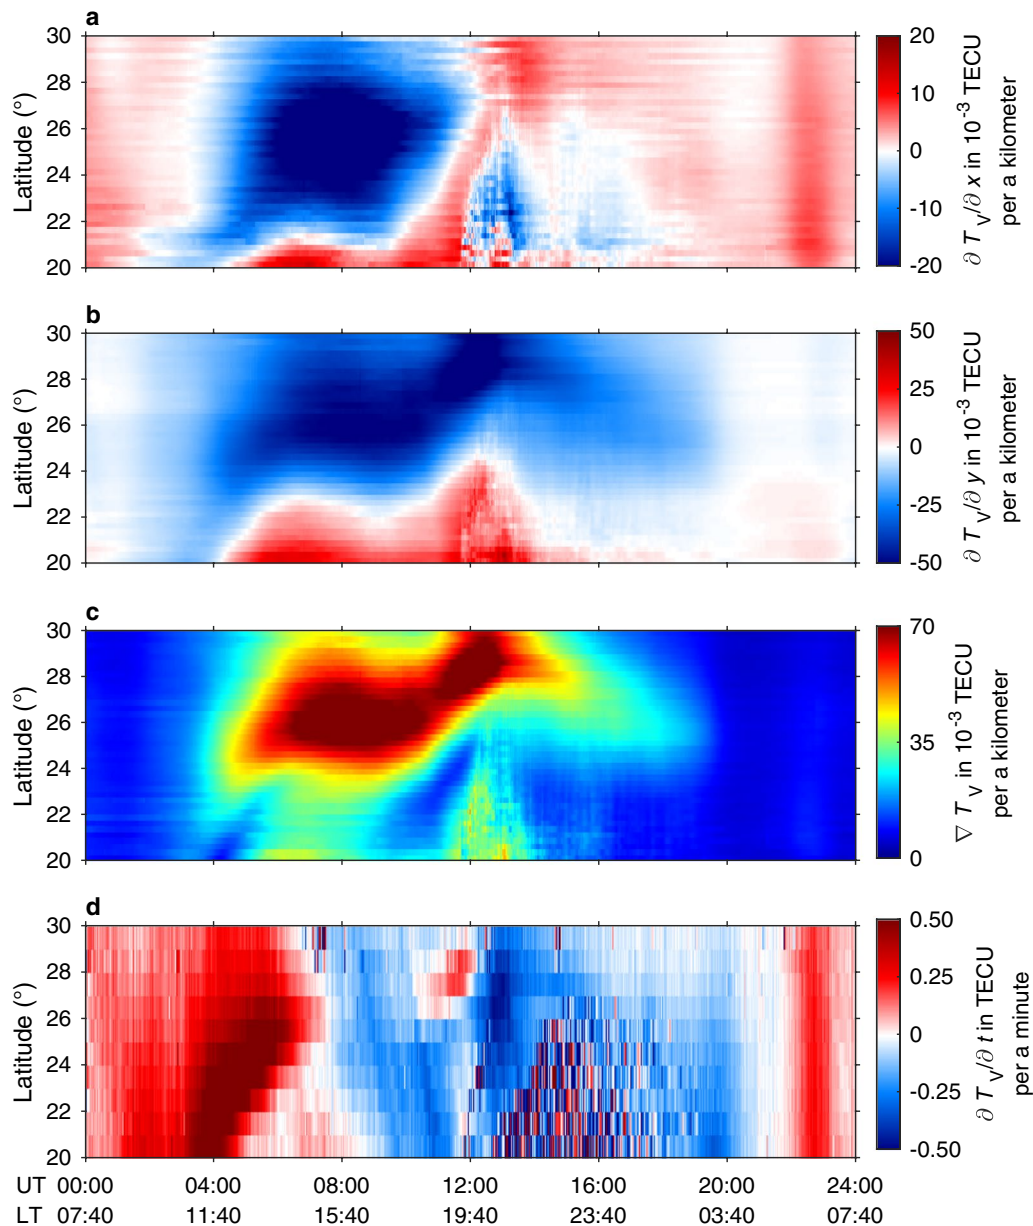 a
30
28
26
24
22
20
Latitude (°)
20
10
0
-10
-20
∂ T_V/∂ x in 10^-3 TECU
per a kilometer
b
30
28
26
24
22
20
Latitude (°)
50
25
0
-25
-50
∂ T_V/∂ y in 10^-3 TECU
per a kilometer
c
30
28
26
24
22
20
Latitude (°)
70
35
0
∇ T_V in 10^-3 TECU
per a kilometer
d
30
28
26
24
22
20
Latitude (°)
0.50
0.25
0
-0.25
-0.50
∂ T_V/∂ t in TECU
per a minute
UT 00:00 04:00 08:00 12:00 16:00 20:00 24:00
LT 07:40 11:40 15:40 19:40 23:40 03:40 07:40